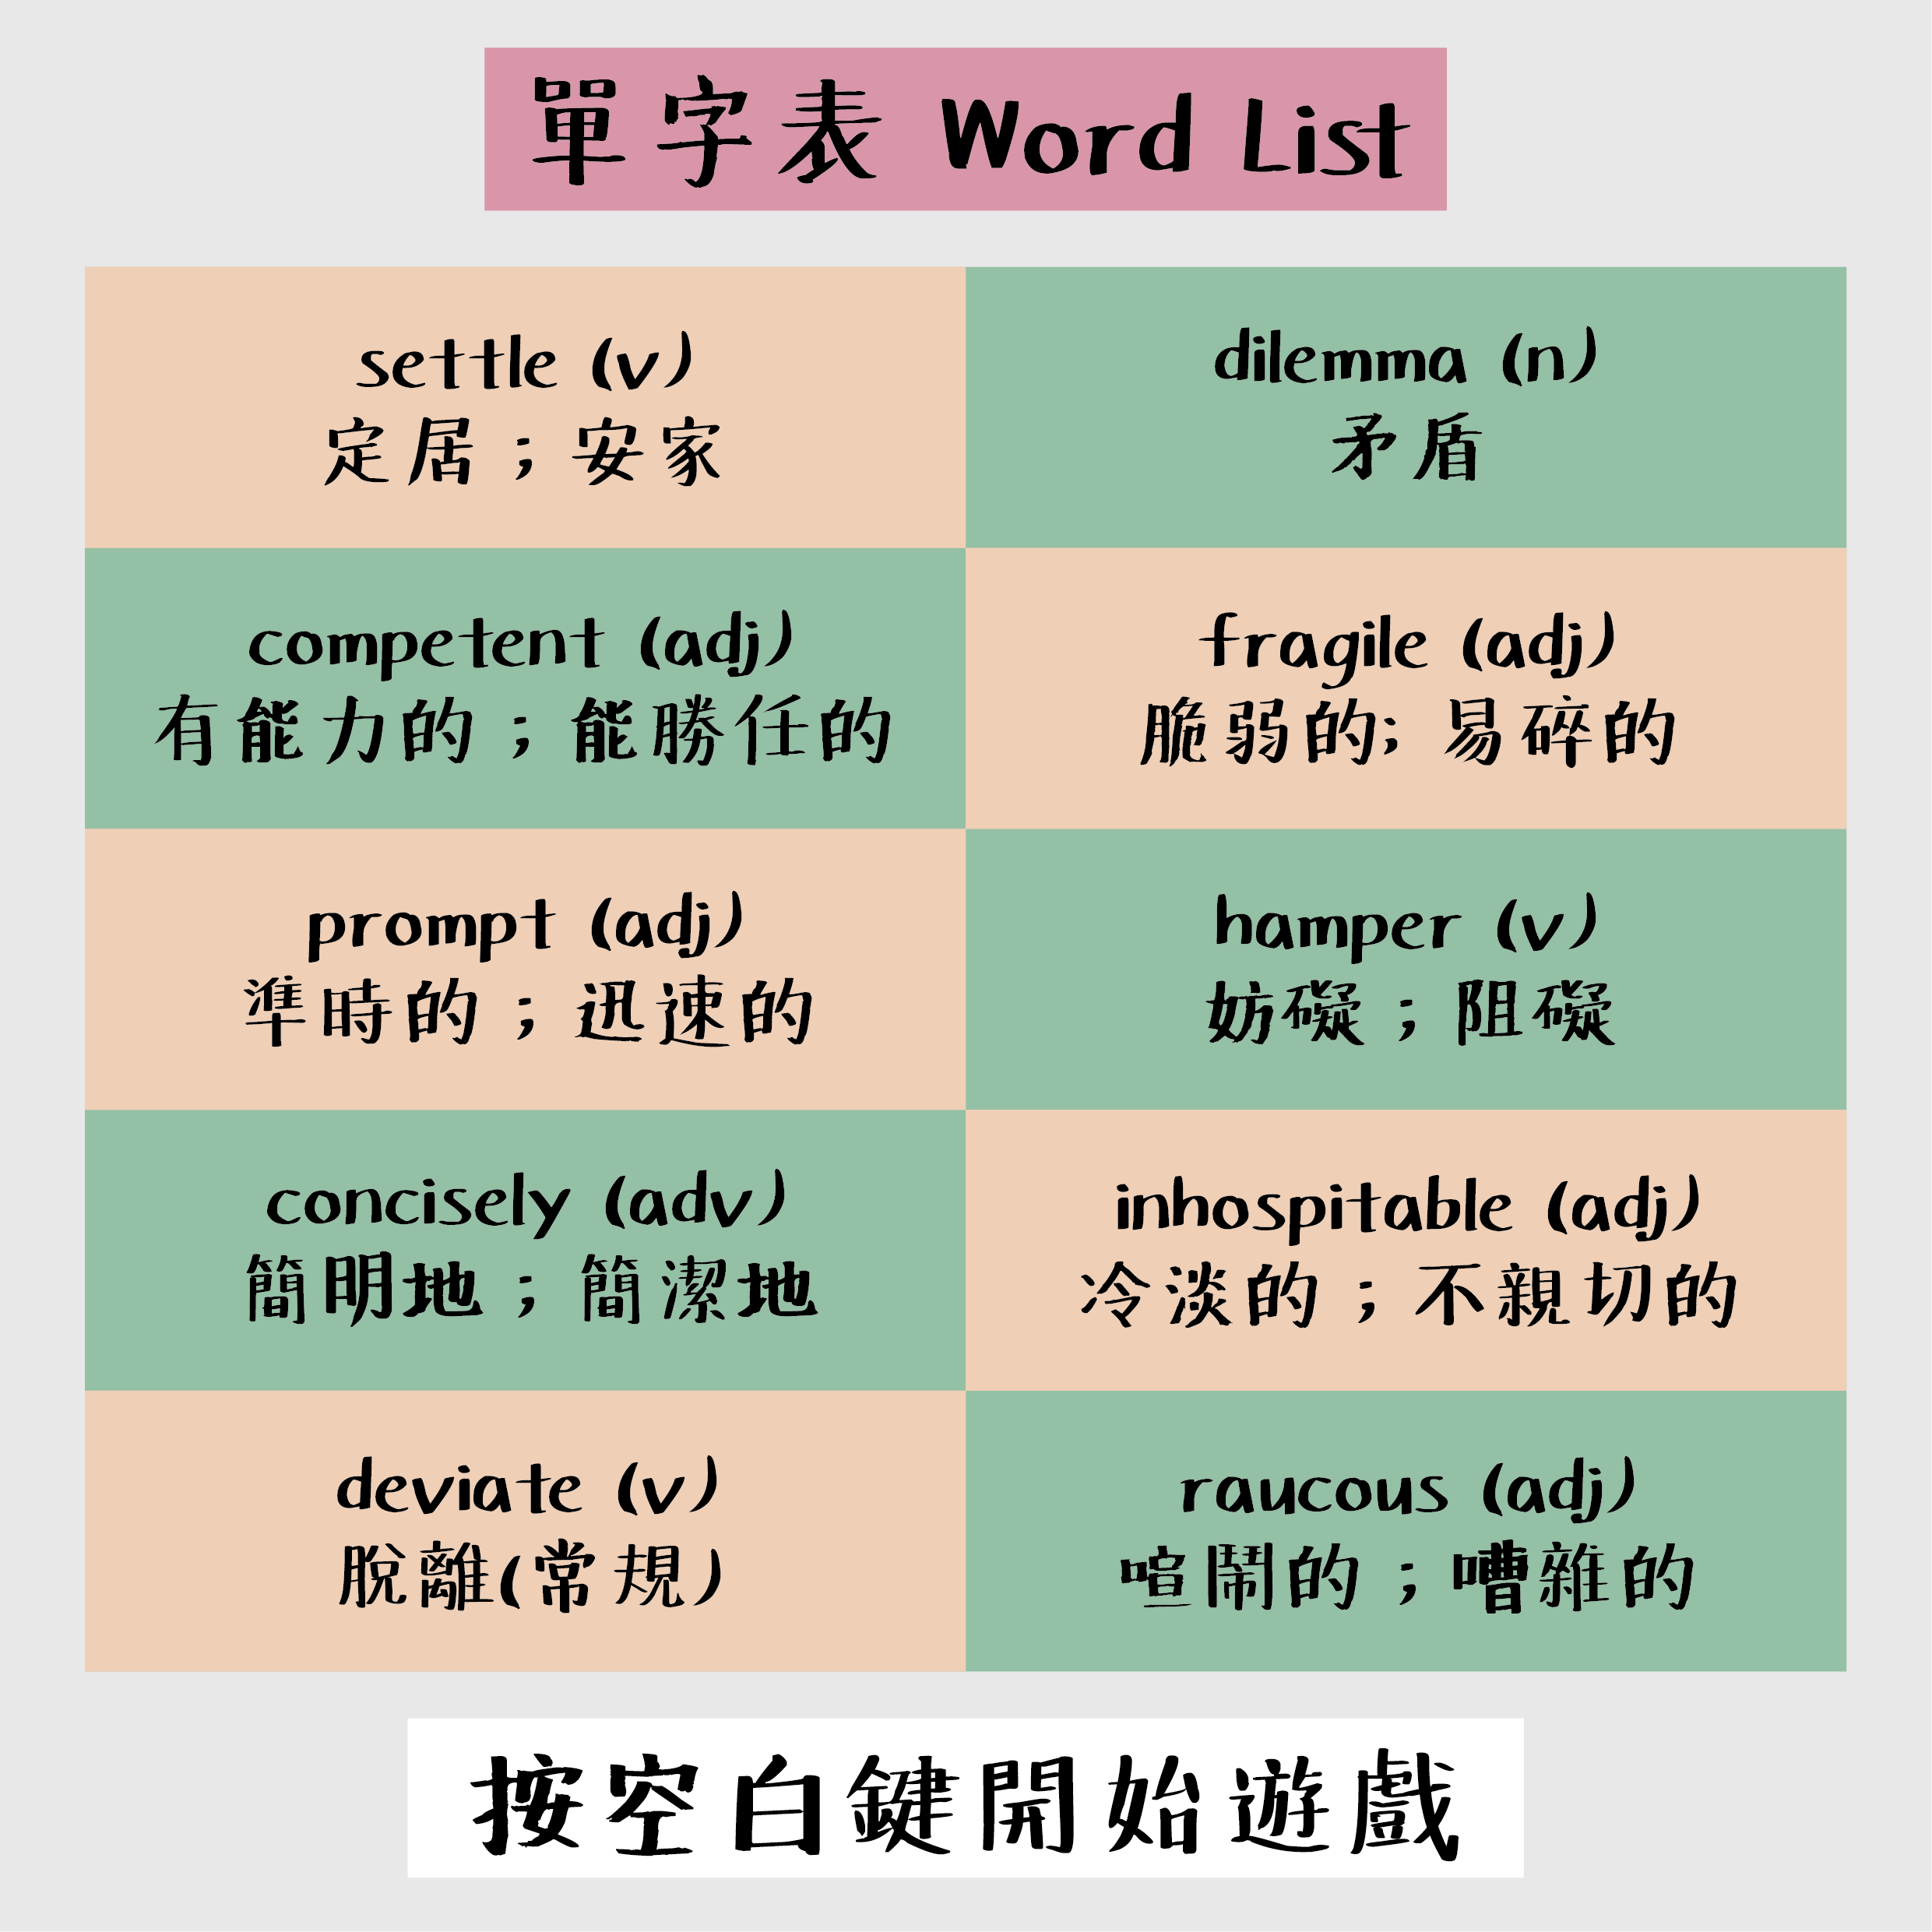 單字表 Word List
settle (v)
定居；安家
dilemma (n)
矛盾
competent (adj)
有能力的；能勝任的
fragile (adj)
脆弱的; 易碎的
prompt (adj)
準時的；迅速的
hamper (v)
妨礙；阻礙
concisely (adv)
簡明地；簡潔地
inhospitable (adj)
冷淡的；不親切的
deviate (v)
脫離(常規)
raucous (adj)
喧鬧的；嘈雜的
按空白鍵開始遊戲